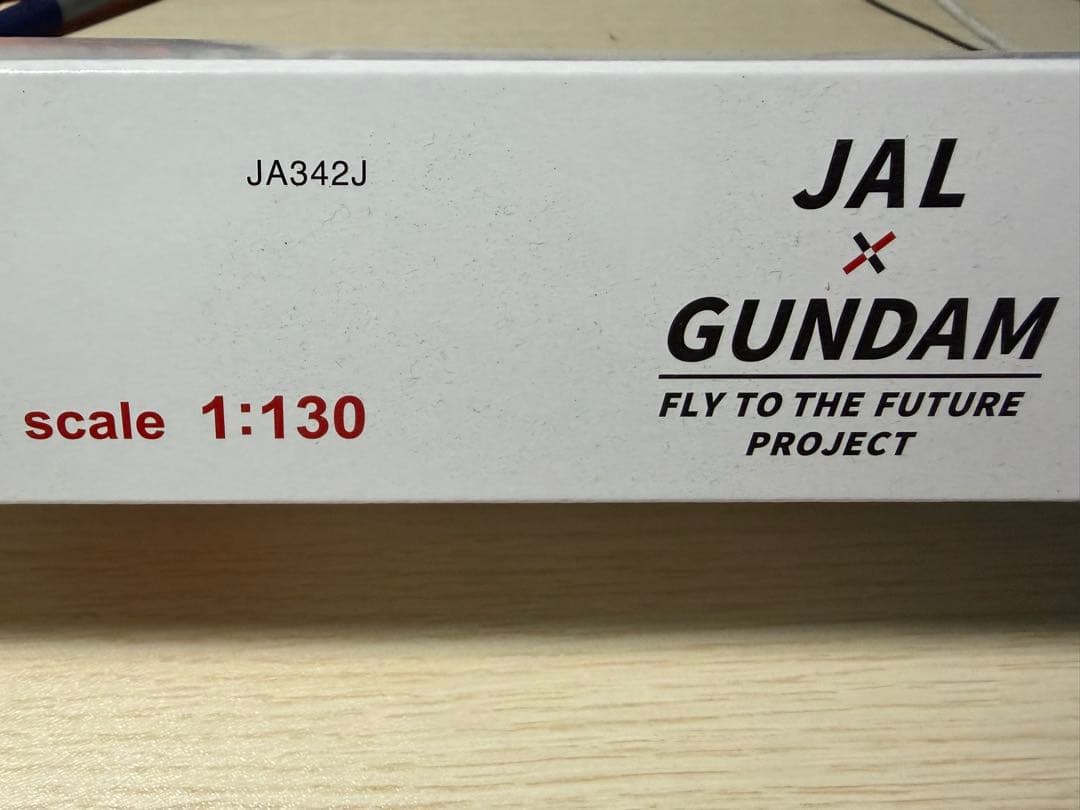 JA342J
scale 1:130
JAL
×
GUNDAM
FLY TO THE FUTURE
PROJECT